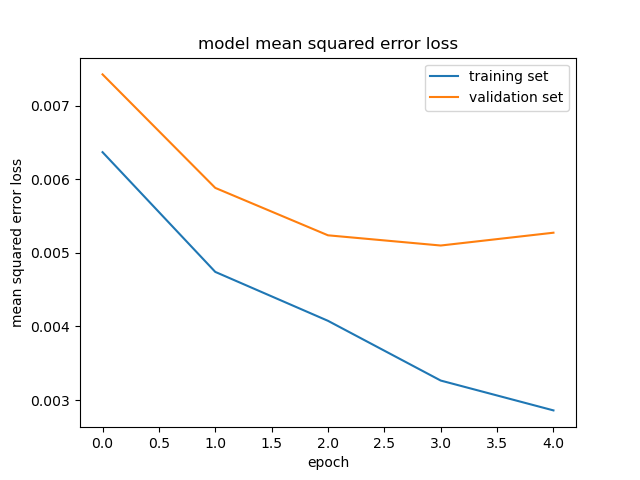 model mean squared error loss
training set
validation set
0.007
0.006
0.005
0.004
0.003
mean squared error loss
0.0 0.5 1.0 1.5 2.0 2.5 3.0 3.5 4.0
epoch